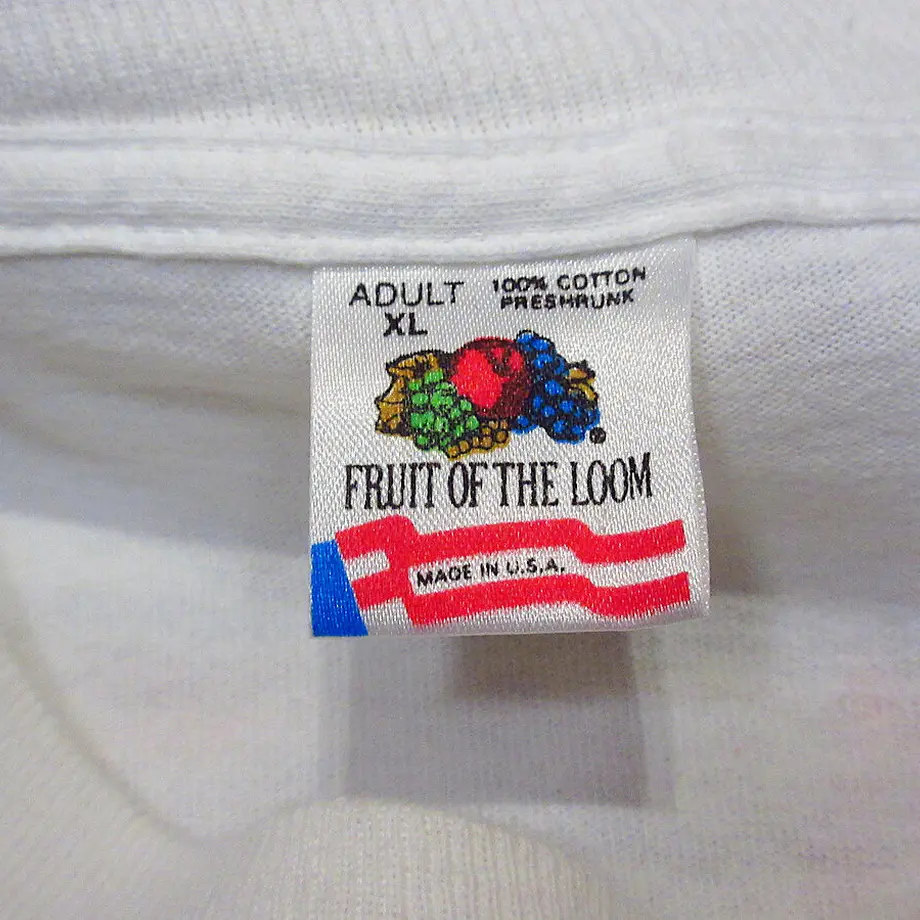 ADULT
XL
100% COTTON
PRESHRUNK
®
FRUIT OF THE LOOM
MADE IN U.S.A.